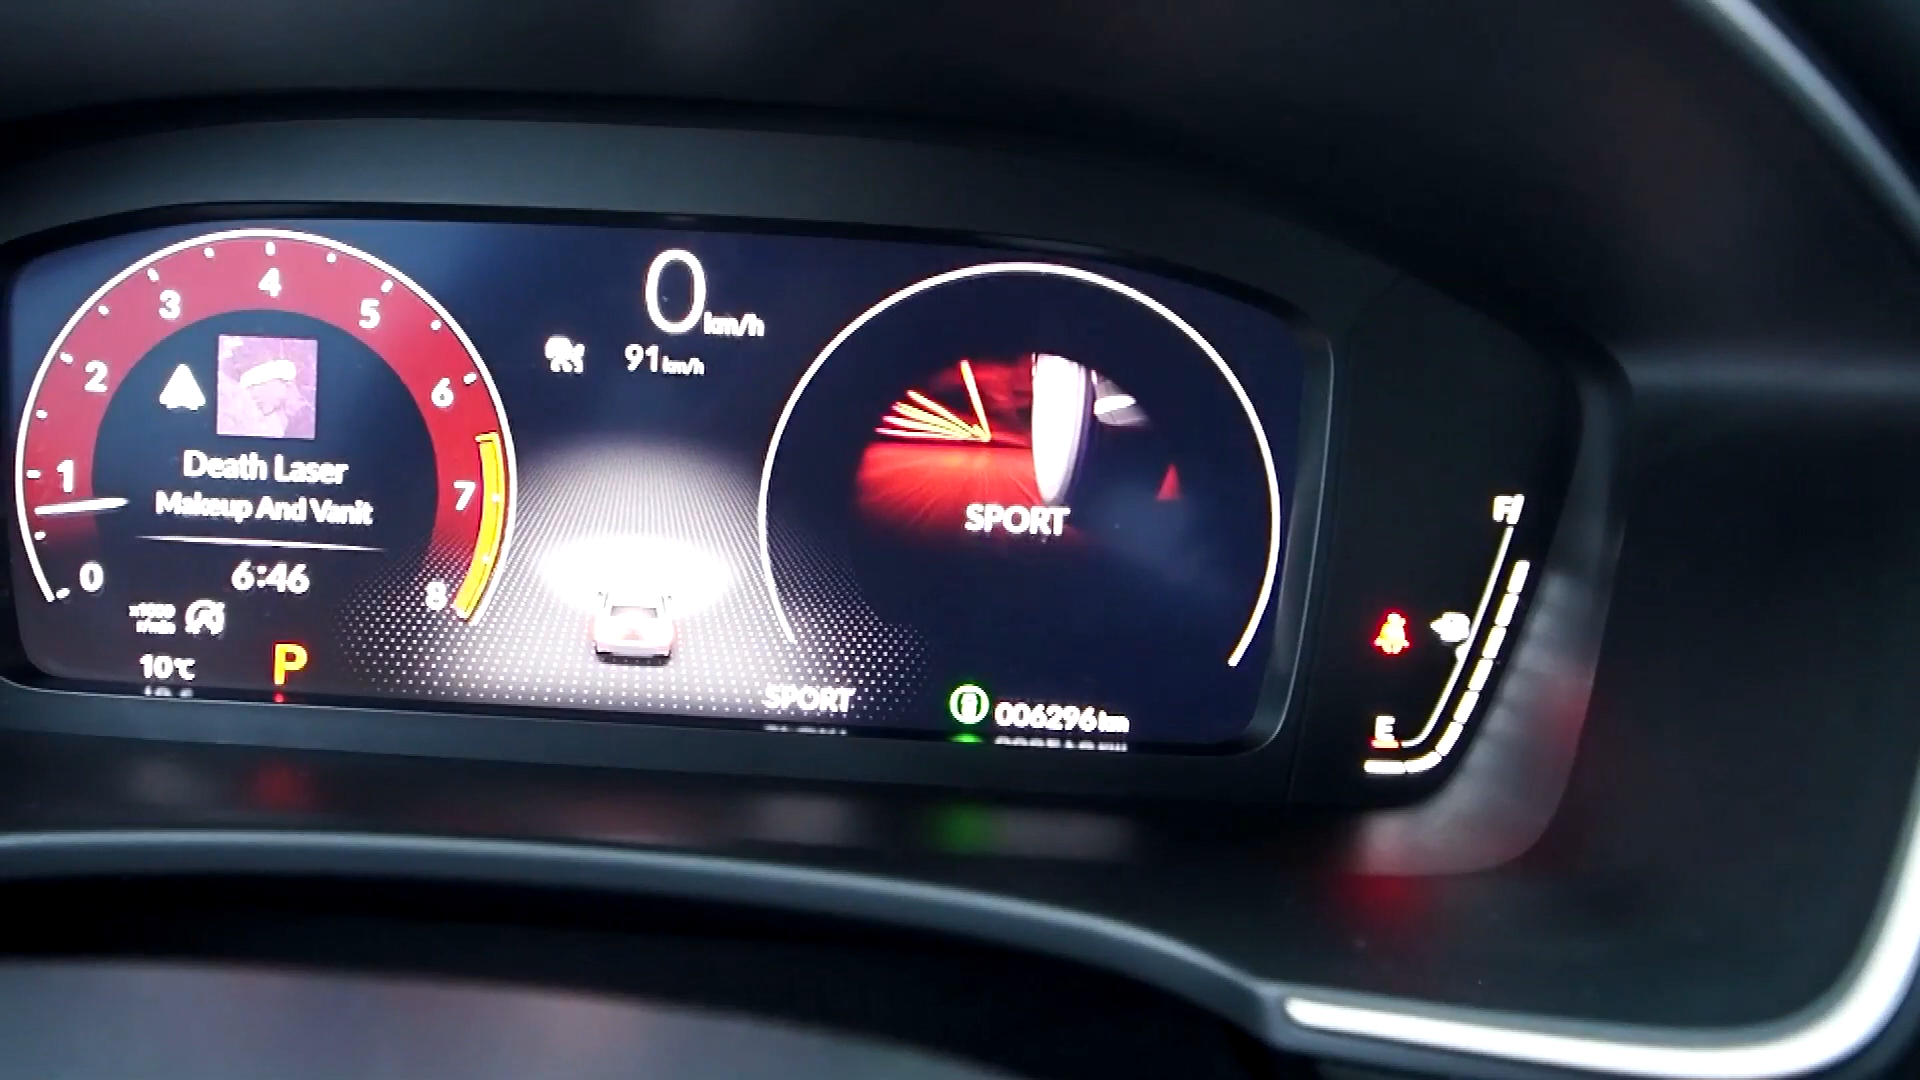 0 km/h
91 km/h
4
3
5
2
6
1
7
0
8
Death Laser
Makeup And Vanit
6:46
x1000
r/min
10°C
P
SPORT
SPORT
006296 km
F
E